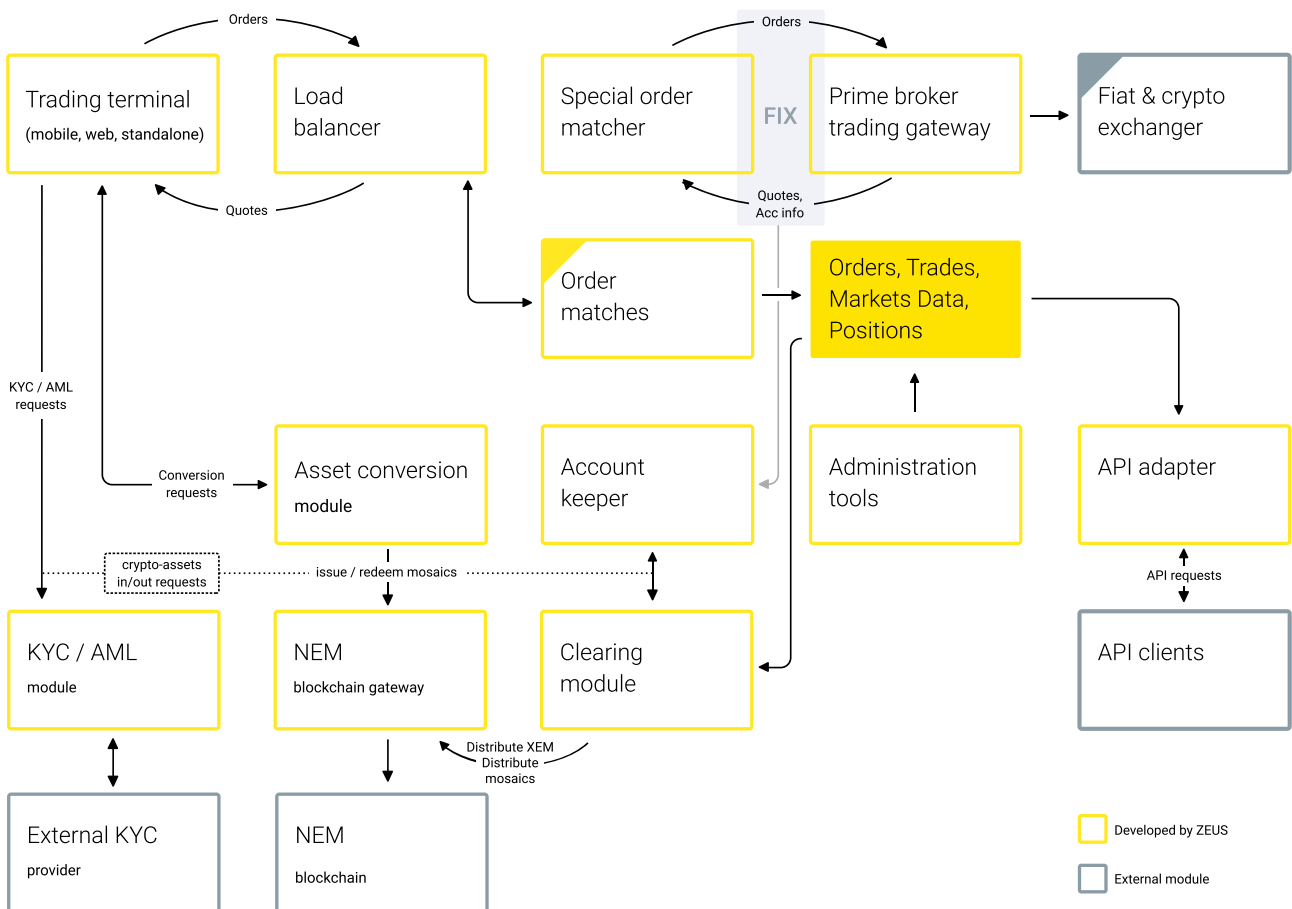 Orders
Orders
Trading terminal
(mobile, web, standalone)
Load
balancer
Special order
matcher
FIX
Prime broker
trading gateway
Fiat & crypto
exchanger
Quotes
Quotes,
Acc info
Order
matches
Orders, Trades,
Markets Data,
Positions
KYC / AML
requests
Conversion
requests
Asset conversion
module
Account
keeper
Administration
tools
API adapter
crypto-assets
in/out requests
issue / redeem mosaics
API requests
KYC / AML
module
NEM
blockchain gateway
Clearing
module
API clients
Distribute XEM
Distribute
mosaics
External KYC
provider
NEM
blockchain
Developed by ZEUS
External module